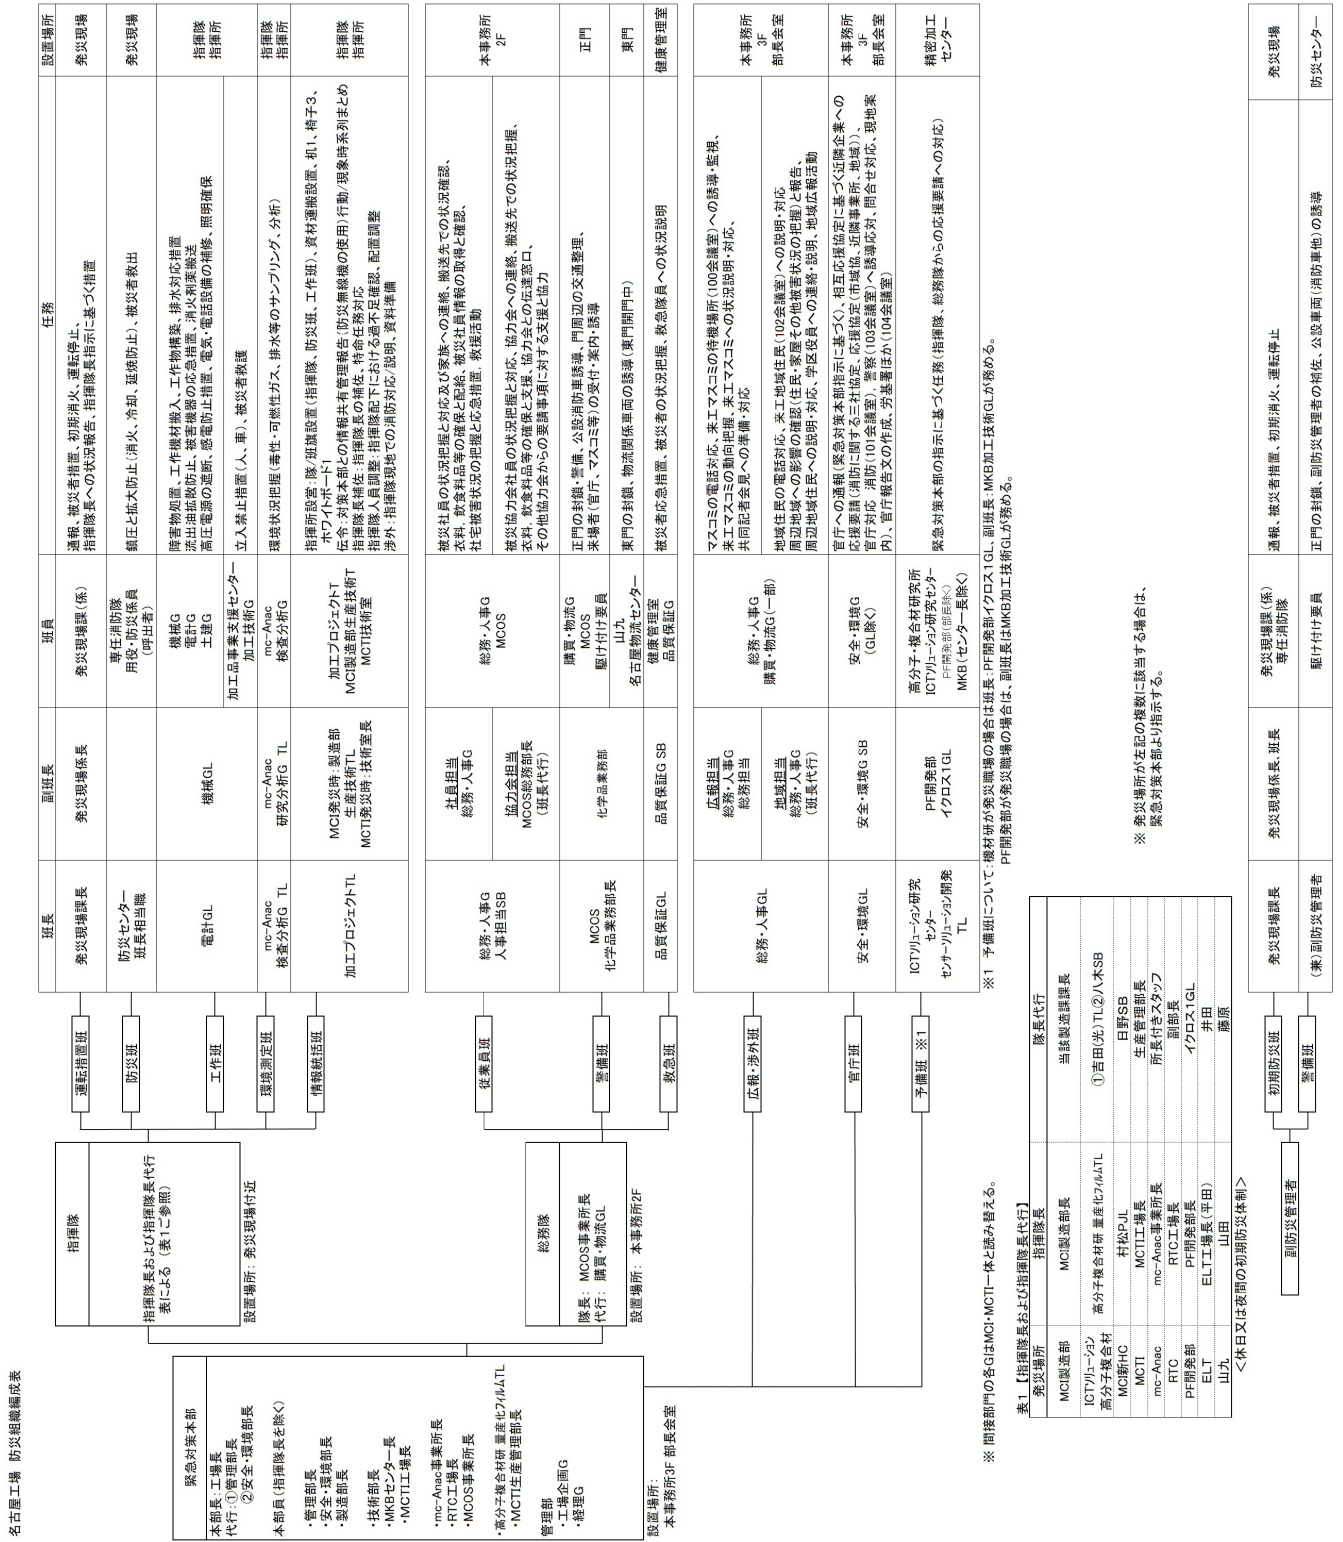 名古屋工場　防災組織編成表
緊急対策本部
本部長：工場長
代行：①管理部長
②安全・環境部長
本部員（指揮隊長を除く）
・管理部長
・安全・環境部長
・製造部長
・技術部長
・MKBセンター長
・MCTI工場長
・mc-Anac事業所長
・RTC工場長
・MCOS事業所長
・高分子複合材研 量産化フィルムTL
・MCTI生産管理部長
管理部
・工場企画G
・経理G
設置場所：
本事務所3F 部長会室
指揮隊
指揮隊長および指揮隊長代行
表による（表1ご参照）
設置場所：発災現場付近
総務隊
隊長：　MCOS事業所長
代行：　購買・物流GL
設置場所：　本事務所2F
班長
副班長
班員
任務
設置場所
運転措置班
発災現場課長
発災現場係長
発災現場課（係）
通報、被災者措置、初期消火、運転停止、
指揮隊長への状況報告、指揮隊長指示に基づく措置
発災現場
防災班
防災センター
班長相当職
専任消防隊
用役・防災係員
（呼出者）
鎮圧と拡大防止（消火、冷却、延焼防止）、被災者救出
発災現場
工作班
電計GL
機械GL
機械G
電計G
土建G
障害物処置、工作機材搬入、工作物構築、排水対応措置
流出油拡散防止、被害機器の応急措置、消火剤薬搬送
高圧電源の遮断、感電防止措置、電気・電話設備の補修、照明確保
指揮隊
指揮所
加工品事業支援センター
加工技術G
立入禁止措置（人、車）、被災者救護
環境測定班
mc-Anac
検査分析G　TL
mc-Anac
研究分析G　TL
mc-Anac
検査分析G
環境状況把握（毒性・可燃性ガス、排水等のサンプリング、分析）
指揮隊
指揮所
情報統括班
加工プロジェクトTL
MCI発災時：製造部
生産技術TL
MCTI発災時：技術室長
加工プロジェクトT
MCI製造部生産技術T
MCTI技術室
指揮所設営：隊/班旗設置（指揮隊、防災班、工作班）、資材運搬設置、机1、椅子3、
ホワイトボード1
伝令：対策本部との情報共有管理報告（防災無線機の使用）行動/現象時系列まとめ
指揮隊長補佐：指揮隊長の補佐、特命任務対応
指揮隊人員調整：指揮隊配下における過不足確認、配置調整
渉外：指揮隊現地での消防対応/説明、資料準備
指揮隊
指揮所
従業員班
総務・人事G
人事担当SB
社員担当
総務・人事G
総務・人事G
MCOS
被災社員の状況把握と対応及び家族への連絡、搬送先での状況確認、
衣料、飲食料品等の確保と配給、被災社員情報の取得と確認、
社宅被害状況の把握と応急措置、救援活動
本事務所
2F
協力会担当
MCOS総務部長
（班長代行）
被災協力会社員の状況把握と対応、協力会への連絡、搬送先での状況把握、
衣料、飲食料品等の確保と支援、協力会との伝達窓口、
その他協力会からの要請事項に対する支援と協力
警備班
MCOS
化学品業務部長
化学品業務部
購買・物流G
MCOS
駆け付け要員
正門の封鎖・警備、公設消防車誘導、門周辺の交通整理、
来場者（官庁、マスコミ等）の受付・案内・誘導
正門
山九
名古屋物流センター
東門の封鎖、物流関係車両の誘導（東門開門中）
東門
救急班
品質保証GL
品質保証G SB
健康管理室
品質保証G
被災者応急措置、被災者の状況把握、救急隊員への状況説明
健康管理室
広報・渉外班
総務・人事GL
広報担当
総務・人事G
総務担当
総務・人事G
購買・物流G（一部）
マスコミの電話対応、来工マスコミの待機場所（100会議室）への誘導・監視、
来工マスコミの動向把握、来工マスコミへの状況説明・対応、
共同記者会見への準備・対応
本事務所
3F
部長会室
地域担当
総務・人事G
（班長代行）
地域住民の電話対応、来工地域住民（102会議室）への説明・対応
周辺地域への影響の確認（住民・家屋その他被害状況の把握）と報告、
周辺地域住民への説明・対応、学区役員への連絡・説明、地域広報活動
官庁班
安全・環境GL
安全・環境G SB
安全・環境G
（GL除く）
官庁への通報（緊急対策本部指示に基づく）、相互応援協定に基づく近隣企業への
応援要請（消防に関する三社協定、応援協定（市域協、近隣事業所、地域））、
官庁対応　消防（101会議室）、警察（103会議室）へ誘導応対、問合せ対応、現地案
内）、官庁報告文の作成、労基署ほか（104会議室）
本事務所
3F
部長会室
予備班　※1
ICTソリューション研究
センター
センサーソリューション開発
TL
PF開発部
イクロス1GL
高分子・複合材研究所
ICTソリューション研究センター
PF開発部（部長除く）
MKB（センター長除く）
緊急対策本部の指示に基づく任務（指揮隊、総務隊からの応援要請への対応）
精密加工
センター
※1　予備班について：機材研が発災職場の場合は班長：PF開発部イクロス1GL、副班長：MKB加工技術GLが務める。
PF開発部が発災職場の場合は、副班長はMKB加工技術GLが務める。
※ 間接部門の各GはMCI・MCTI一体と読み替える。
※ 発災場所が左記の複数に該当する場合は、
緊急対策本部より指示する。
表1 【指揮隊長および指揮隊長代行】
発災場所　指揮隊長　隊長代行
MCI製造部　MCI製造部長　当該製造課課長
ICTソリューション
高分子複合材　高分子複合材研 量産化フィルムTL　①吉田（光）TL②八木SB
MCI新HC　村松PJL　日野SB
MCTI　MCTI工場長　生産管理部長
mc-Anac　mc-Anac事業所長　所長付きスタッフ
RTC　RTC工場長　副部長
PF開発部　PF開発部長　イクロス1GL
ELT　ELT工場長（平田）　井田
山九　山田　藤原
＜休日又は夜間の初期防災体制＞
副防災管理者
初期防災班
発災現場課長
発災現場係長、班長
発災現場課（係）
専任消防隊
通報、被災者措置、初期消火、運転停止
発災現場
警備班
（兼）副防災管理者
駆け付け要員
正門の封鎖、副防災管理者の補佐、公設車両（消防車他）の誘導
防災センター